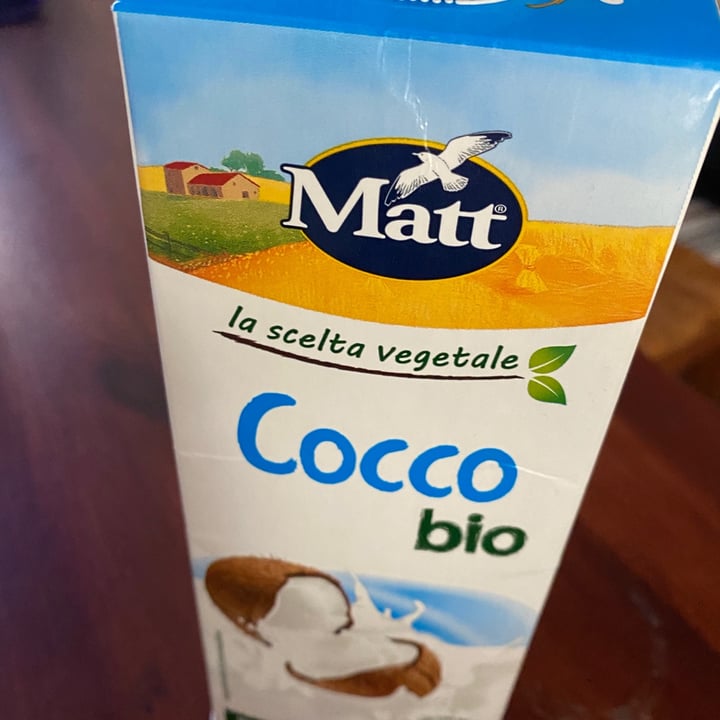 Matt®
la scelta vegetale
Cocco
bio